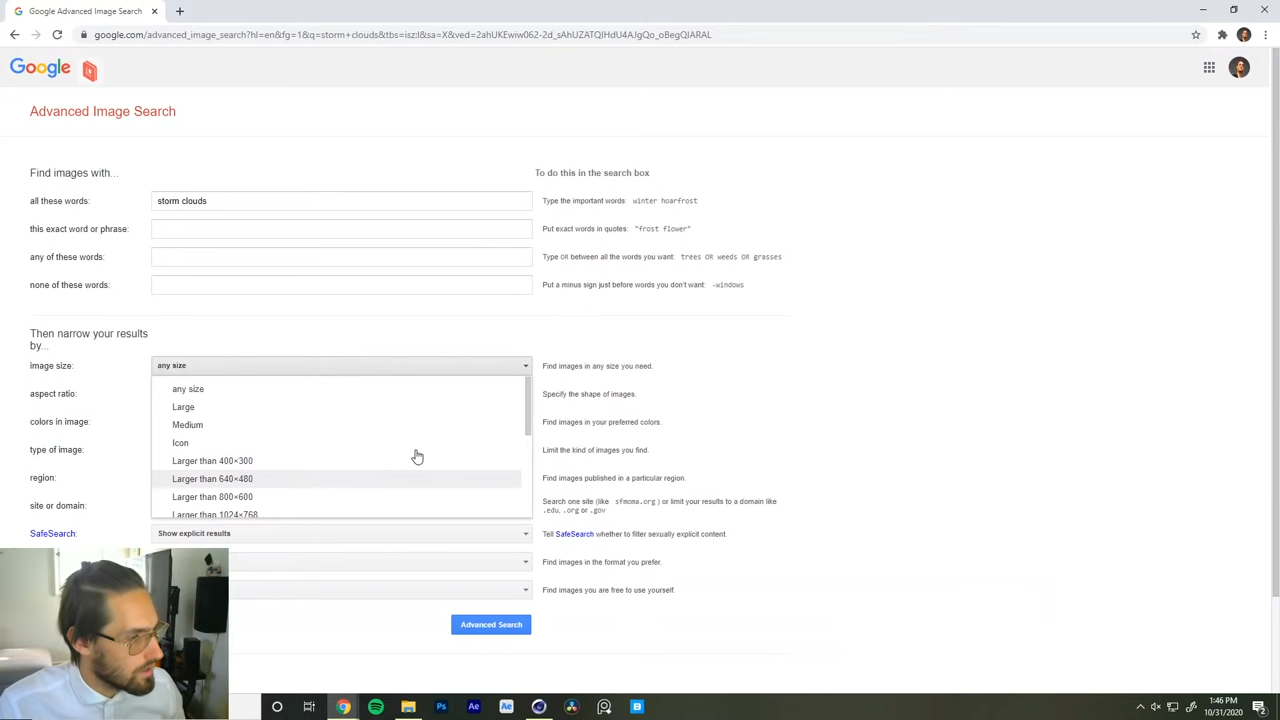 Google Advanced Image Search
google.com/advanced_image_search?hl=en&fg=1&q=storm+clouds&tbs=isz:l&sa=X&ved=2ahUKEwiw062-2d_sAhUZATQIHdU4AJgQo_oBegQIARAL
Google
Advanced Image Search
Find images with...
To do this in the search box
all these words:
storm clouds
Type the important words: winter hoarfrost
this exact word or phrase:
Put exact words in quotes: "frost flower"
any of these words:
Type OR between all the words you want: trees OR weeds OR grasses
none of these words:
Put a minus sign just before words you don't want: -windows
Then narrow your results
by...
image size:
any size
Find images in any size you need.
any size
aspect ratio:
Specify the shape of images.
Large
colors in image:
Medium
Find images in your preferred colors.
Icon
type of image:
Limit the kind of images you find.
Larger than 400×300
region:
Larger than 640×480
Find images published in a particular region.
Larger than 800×600
site or domain:
Search one site (like sfmoma.org ) or limit your results to a domain like
.edu, .org or .gov
Larger than 1024×768
SafeSearch:
Show explicit results
Tell SafeSearch whether to filter sexually explicit content.
Find images in the format you prefer.
Find images you are free to use yourself.
Advanced Search
Ps
Ae
1:46 PM
10/31/2020
2